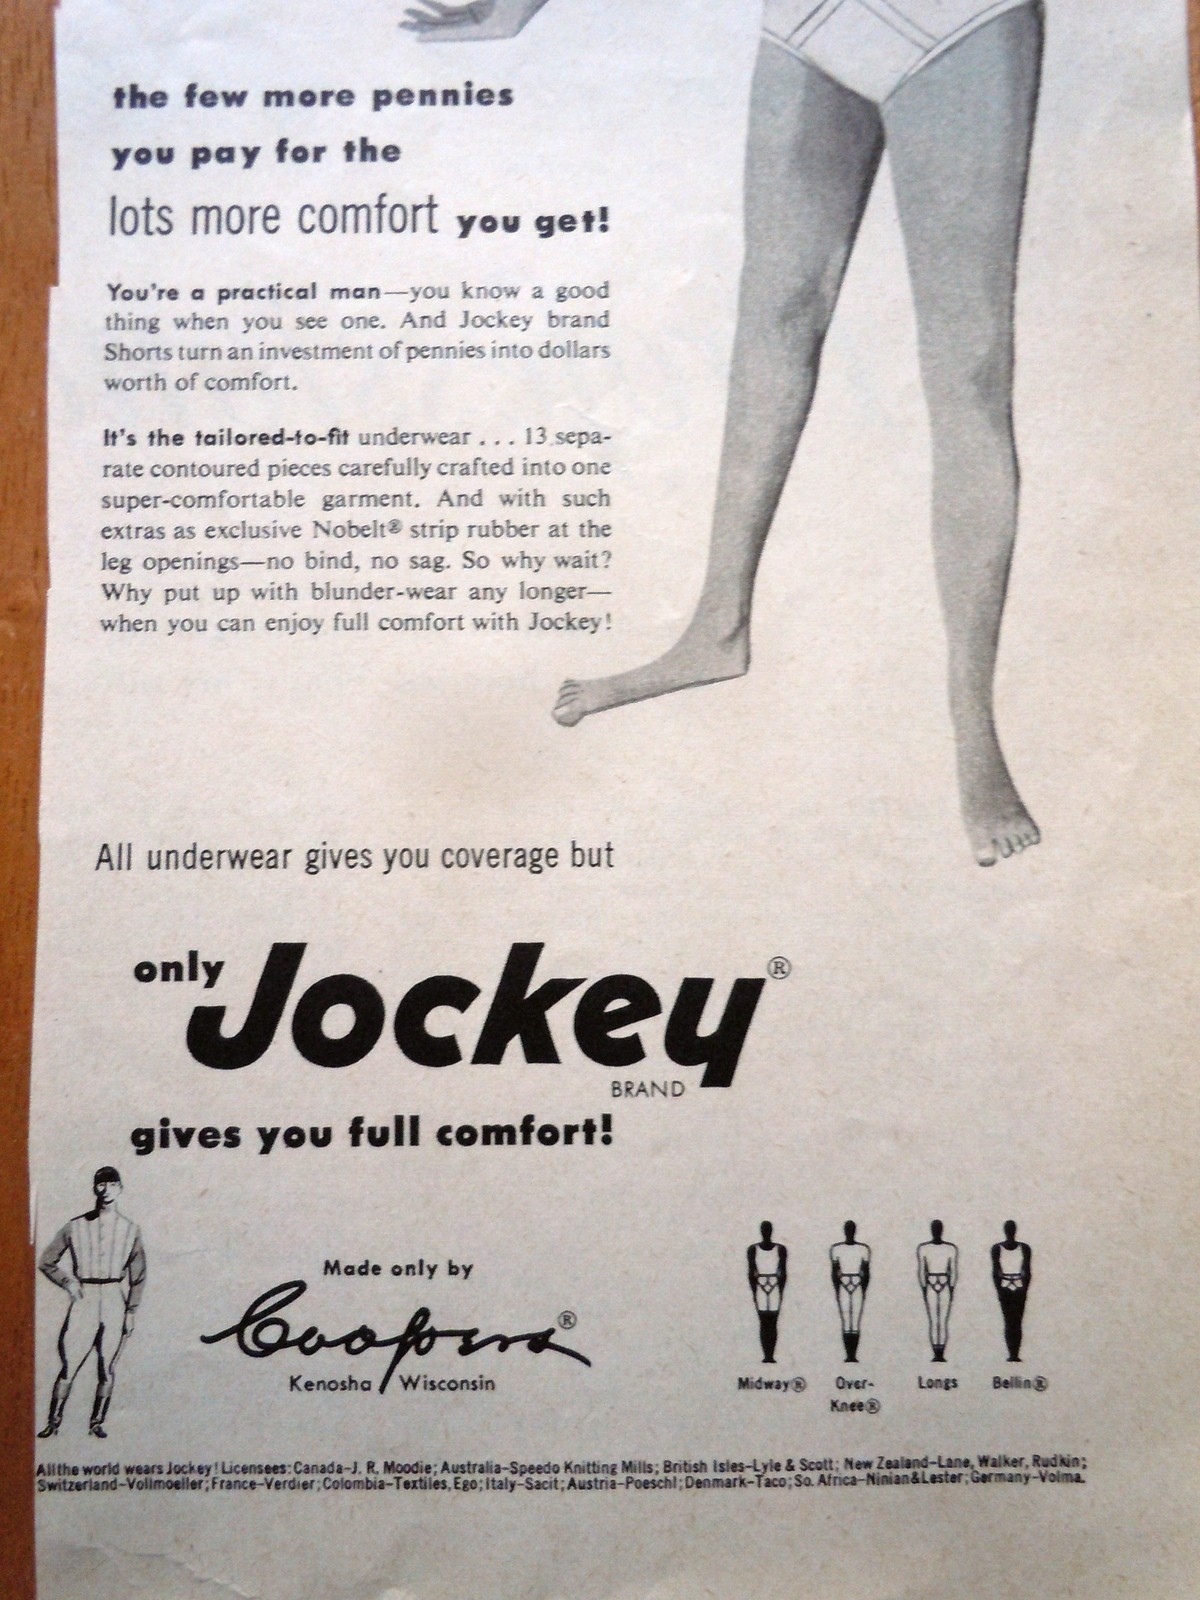 the few more pennies
you pay for the
lots more comfort you get!
You're a practical man—you know a good
thing when you see one. And Jockey brand
Shorts turn an investment of pennies into dollars
worth of comfort.
It's the tailored-to-fit underwear . . . 13 sepa-
rate contoured pieces carefully crafted into one
super-comfortable garment. And with such
extras as exclusive Nobelt® strip rubber at the
leg openings—no bind, no sag. So why wait?
Why put up with blunder-wear any longer—
when you can enjoy full comfort with Jockey!
All underwear gives you coverage but
only Jockey®
BRAND
gives you full comfort!
Made only by
Coopers®
Kenosha Wisconsin
Midway® Over- Longs Bellin®
Knee®
All the world wears Jockey! Licensees: Canada-J. R. Moodie; Australia-Speedo Knitting Mills; British Isles-Lyle & Scott; New Zealand-Lane, Walker, Rudkin;
Switzerland-Vollmoeller; France-Verdier; Colombia-Textiles, Ego; Italy-Sacit; Austria-Poeschl; Denmark-Taco; So. Africa-Ninian & Lester; Germany-Volma.